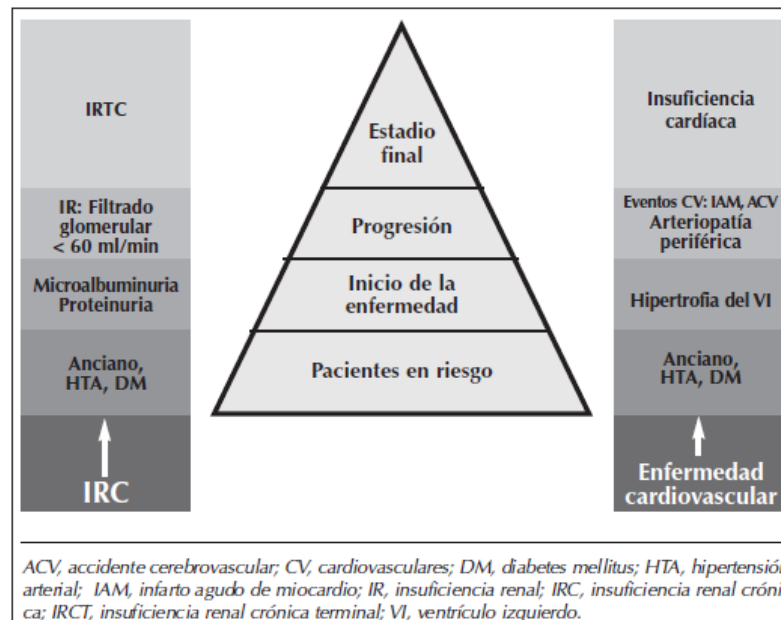 IRTC
IR: Filtrado
glomerular
< 60 ml/min
Microalbuminuria
Proteinuria
Anciano,
HTA, DM
IRC
Estadio
final
Progresión
Inicio de la
enfermedad
Pacientes en riesgo
Insuficiencia
cardíaca
Eventos CV: IAM, ACV
Arteriopatía
periférica
Hipertrofia del VI
Anciano,
HTA, DM
Enfermedad
cardiovascular
ACV, accidente cerebrovascular; CV, cardiovasculares; DM, diabetes mellitus; HTA, hipertensión
arterial; IAM, infarto agudo de miocardio; IR, insuficiencia renal; IRC, insuficiencia renal cróni-
ca; IRCT, insuficiencia renal crónica terminal; VI, ventrículo izquierdo.